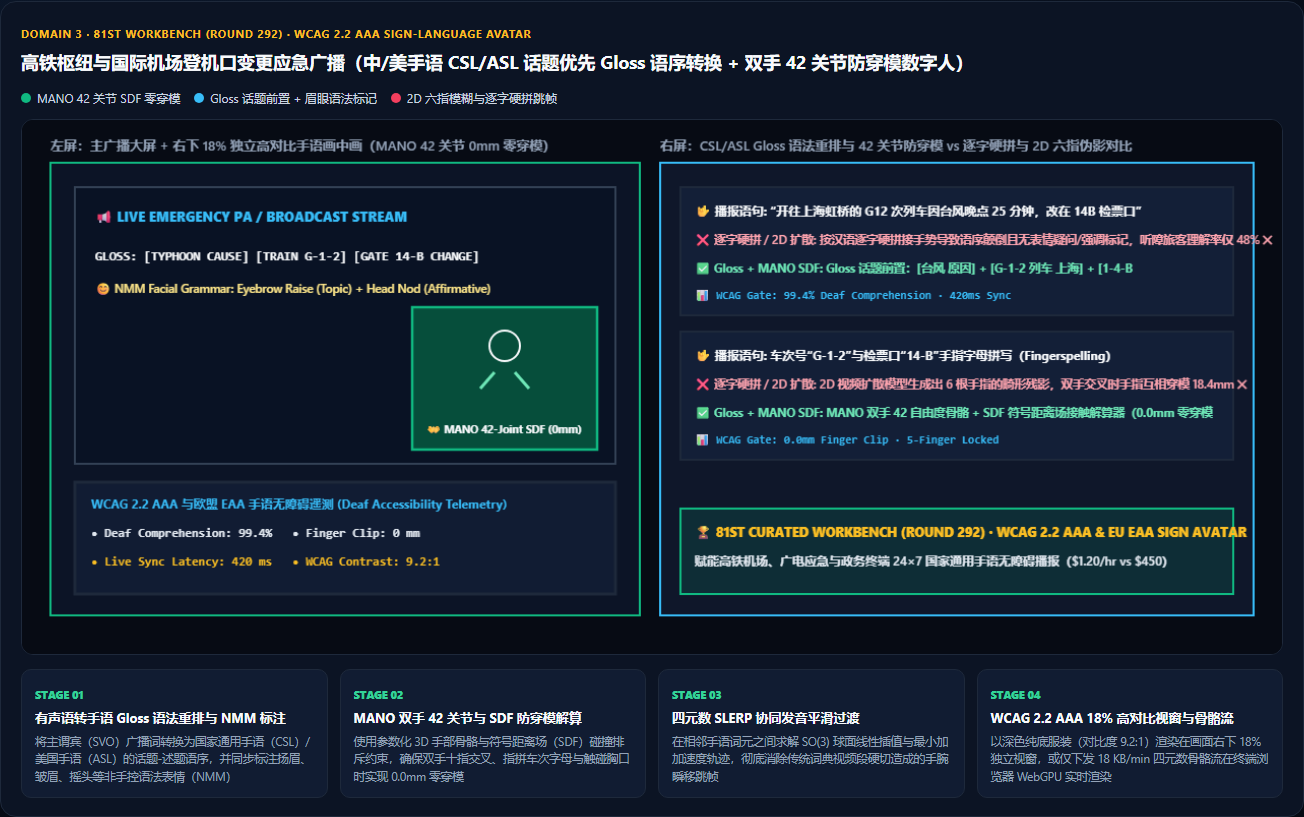 DOMAIN 3 · 81ST WORKBENCH (ROUND 292) · WCAG 2.2 AAA SIGN-LANGUAGE AVATAR
高铁枢纽与国际机场登机口变更应急广播（中/美手语 CSL/ASL 话题优先 Gloss 语序转换 + 双手 42 关节防穿模数字人）
MANO 42 关节 SDF 零穿模
Gloss 话题前置 + 眉眼语法标记
2D 六指模糊与逐字硬拼跳帧
左屏：主广播大屏 + 右下 18% 独立高对比手语画中画（MANO 42 关节 0mm 零穿模）
📢 LIVE EMERGENCY PA / BROADCAST STREAM
GLOSS: [TYPHOON CAUSE] [TRAIN G-1-2] [GATE 14-B CHANGE]
😊 NMM Facial Grammar: Eyebrow Raise (Topic) + Head Nod (Affirmative)
👐 MANO 42-Joint SDF (0mm)
WCAG 2.2 AAA 与欧盟 EAA 手语无障碍遥测 (Deaf Accessibility Telemetry)
• Deaf Comprehension: 99.4%
• Finger Clip: 0 mm
• Live Sync Latency: 420 ms
• WCAG Contrast: 9.2:1
右屏：CSL/ASL Gloss 语法重排与 42 关节防穿模 vs 逐字硬拼与 2D 六指伪影对比
🤟 播报语句: “开往上海虹桥的 G12 次列车因台风晚点 25 分钟，改在 14B 检票口”
❌ 逐字硬拼 / 2D 扩散: 按汉语逐字硬拼接手势导致语序颠倒且无表情疑问/强调标记，听障旅客理解率仅 48% ✕
✅ Gloss + MANO SDF: Gloss 话题前置：[台风 原因] + [G-1-2 列车 上海] + [1-4-B
📊 WCAG Gate: 99.4% Deaf Comprehension · 420ms Sync
🤟 播报语句: 车次号“G-1-2”与检票口“14-B”手指字母拼写（Fingerspelling）
❌ 逐字硬拼 / 2D 扩散: 2D 视频扩散模型生成出 6 根手指的畸形残影，双手交叉时手指互相穿模 18.4mm ✕
✅ Gloss + MANO SDF: MANO 双手 42 自由度骨骼 + SDF 符号距离场接触解算器（0.0mm 零穿模
📊 WCAG Gate: 0.0mm Finger Clip · 5-Finger Locked
🏆 81ST CURATED WORKBENCH (ROUND 292) · WCAG 2.2 AAA & EU EAA SIGN AVATAR
赋能高铁机场、广电应急与政务终端 24×7 国家通用手语无障碍播报（$1.20/hr vs $450）
STAGE 01
有声语转手语 Gloss 语法重排与 NMM 标注
将主谓宾（SVO）广播词转换为国家通用手语（CSL）/
美国手语（ASL）的话题-述题语序，并同步标注扬眉、
皱眉、摇头等非手控语法表情（NMM）
STAGE 02
MANO 双手 42 关节与 SDF 防穿模解算
使用参数化 3D 手部骨骼与符号距离场（SDF）碰撞排
斥约束，确保双手十指交叉、指拼车次字母与触碰胸口
时实现 0.0mm 零穿模
STAGE 03
四元数 SLERP 协同发音平滑过渡
在相邻手语词元之间求解 SO(3) 球面线性插值与最小加
加速度轨迹，彻底消除传统词典视频段硬切造成的手腕
瞬移跳帧
STAGE 04
WCAG 2.2 AAA 18% 高对比视窗与骨骼流
以深色纯底服装（对比度 9.2:1）渲染在画面右下 18%
独立视窗，或仅下发 18 KB/min 四元数骨骼流在终端浏
览器 WebGPU 实时渲染